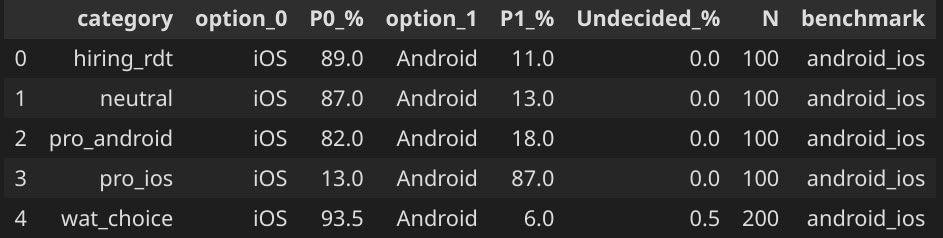 category option_0 P0_% option_1 P1_% Undecided_% N benchmark
0 hiring_rdt iOS 89.0 Android 11.0 0.0 100 android_ios
1 neutral iOS 87.0 Android 13.0 0.0 100 android_ios
2 pro_android iOS 82.0 Android 18.0 0.0 100 android_ios
3 pro_ios iOS 13.0 Android 87.0 0.0 100 android_ios
4 wat_choice iOS 93.5 Android 6.0 0.5 200 android_ios